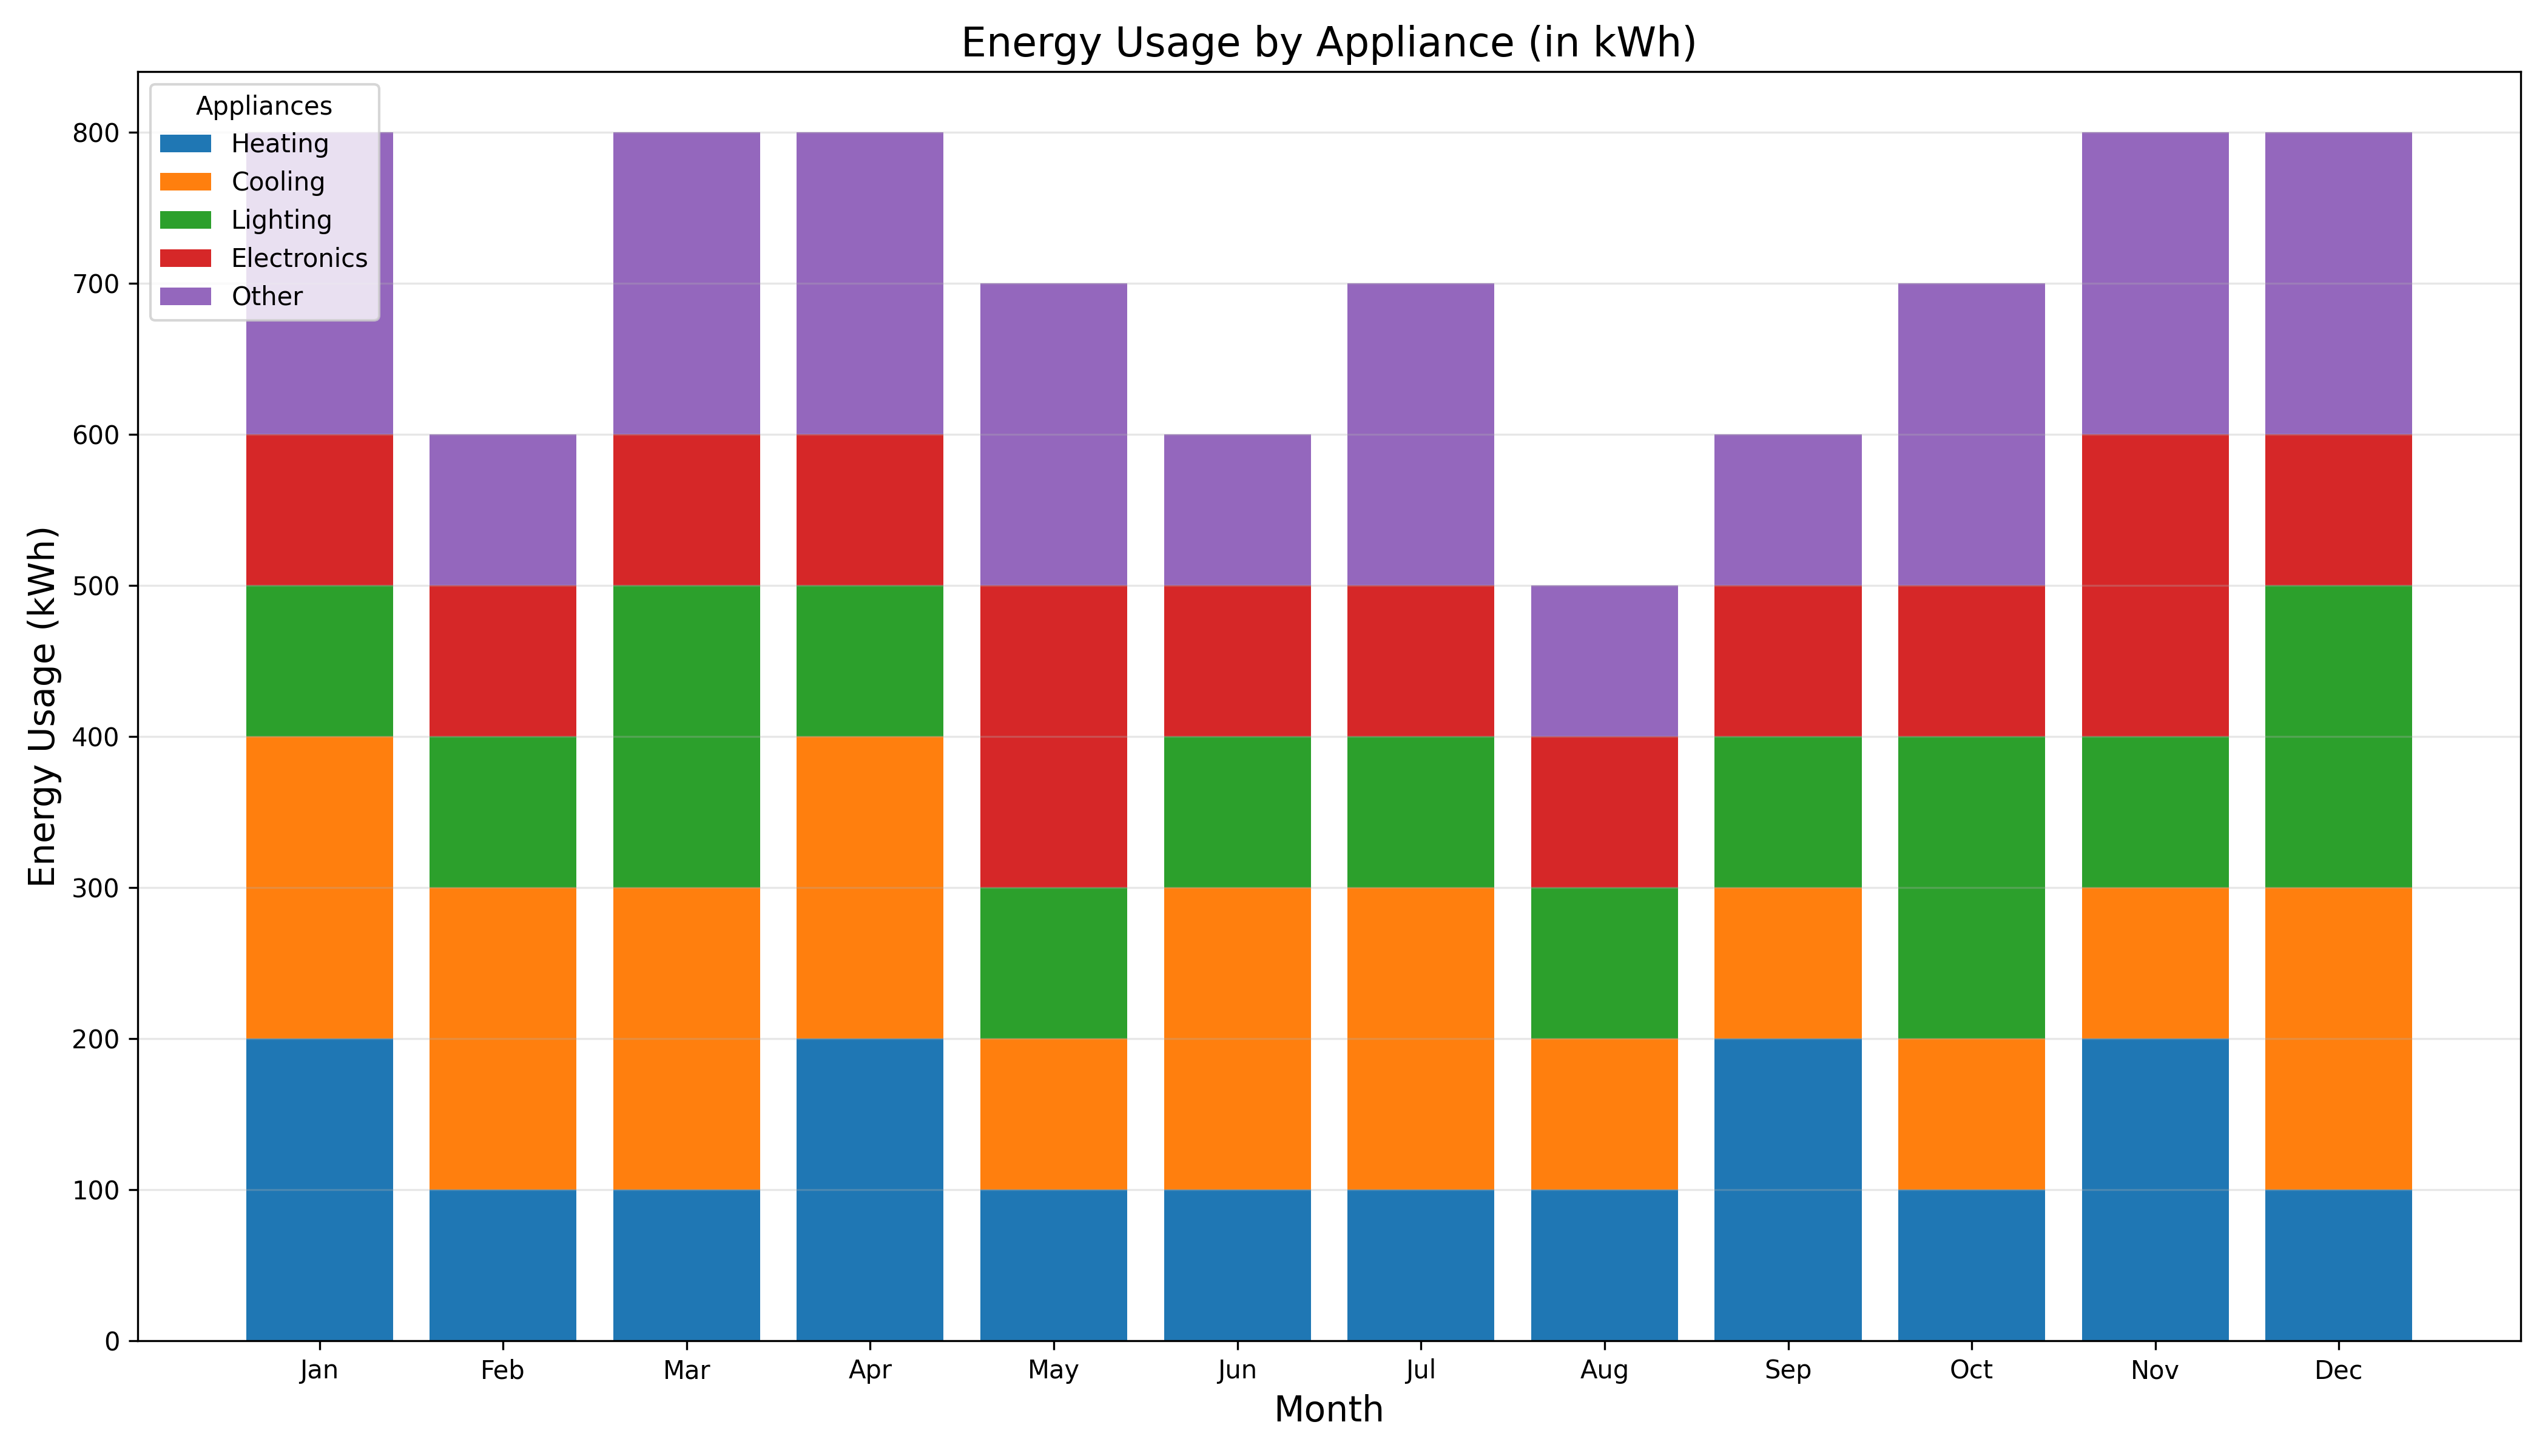 Energy Usage by Appliance (in kWh)
Appliances
Heating
Cooling
Lighting
Electronics
Other
Energy Usage (kWh)
800
700
600
500
400
300
200
100
0
Jan Feb Mar Apr May Jun Jul Aug Sep Oct Nov Dec
Month